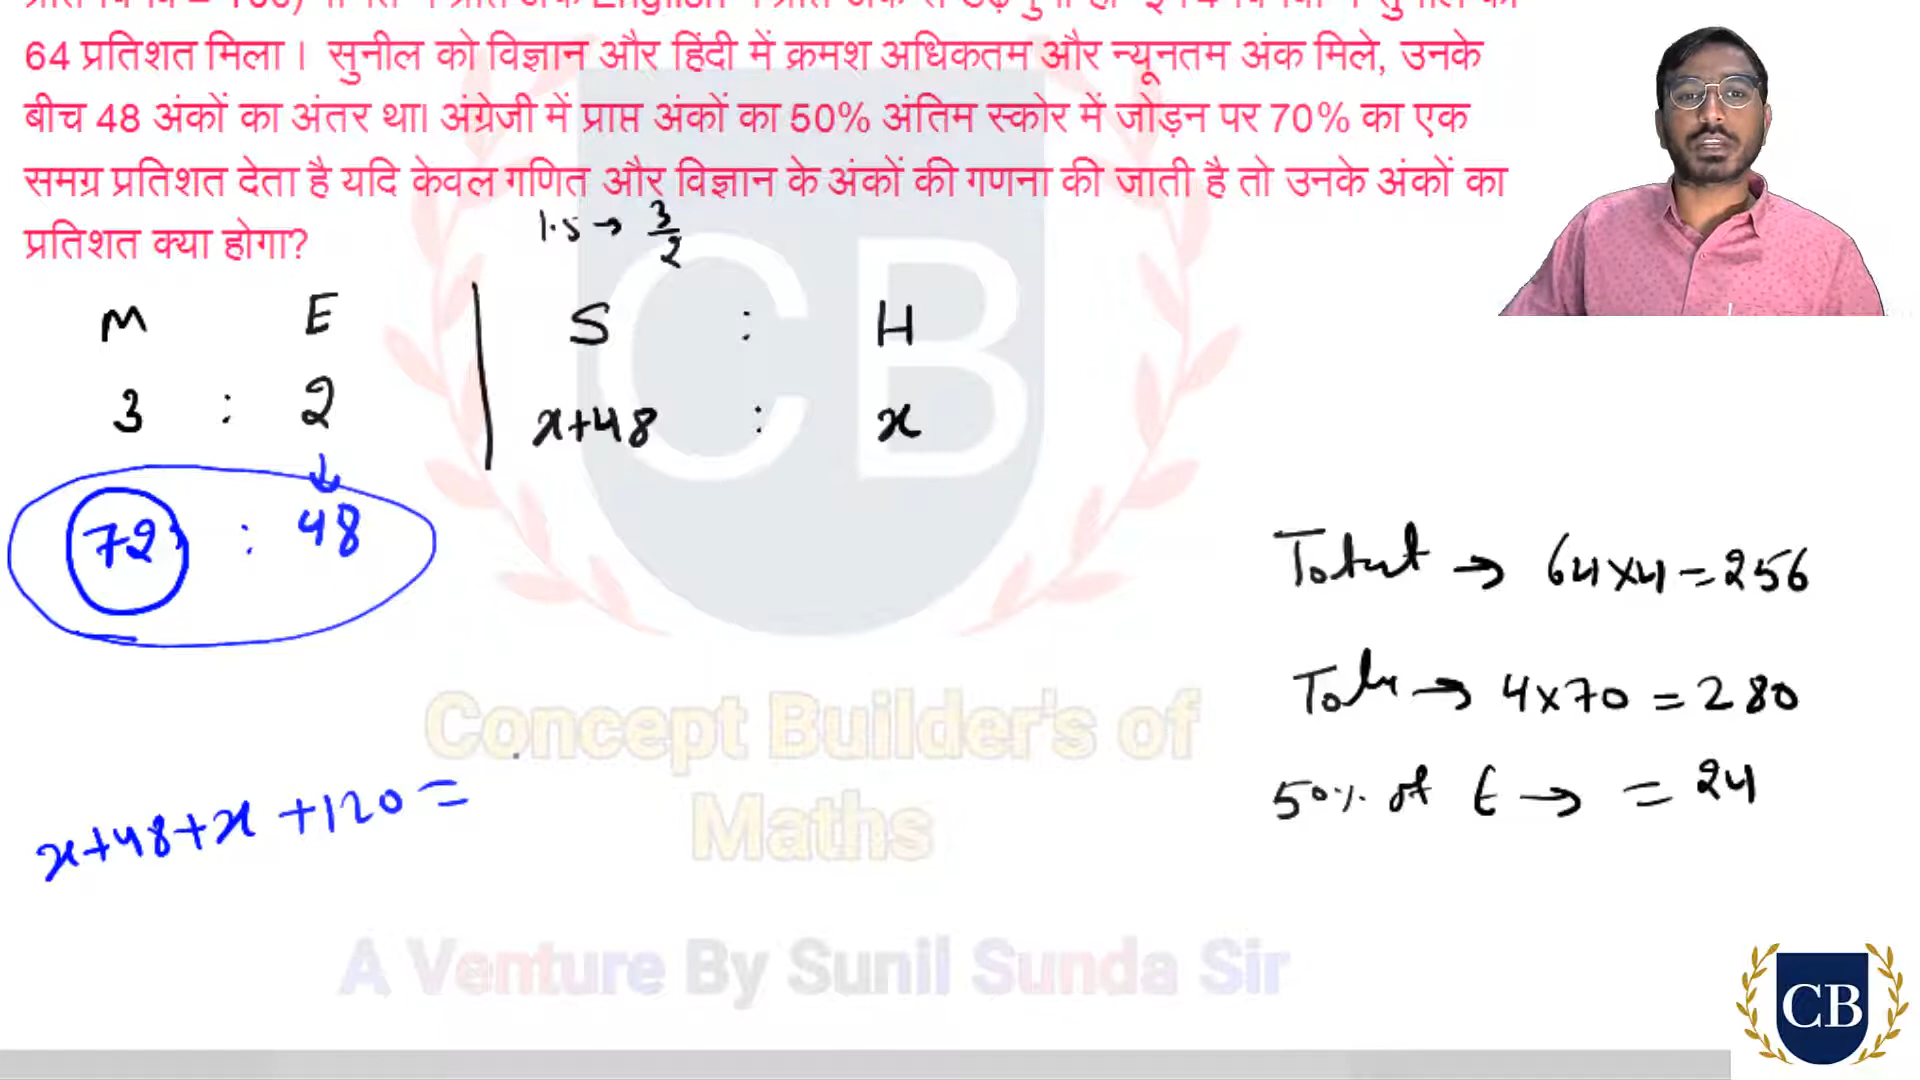 64 प्रतिशत मिला । सुनील को विज्ञान और हिंदी में क्रमश अधिकतम और न्यूनतम अंक मिले, उनके
बीच 48 अंकों का अंतर था। अंग्रेजी में प्राप्त अंकों का 50% अंतिम स्कोर में जोड़न पर 70% का एक
समग्र प्रतिशत देता है यदि केवल गणित और विज्ञान के अंकों की गणना की जाती है तो उनके अंकों का
प्रतिशत क्या होगा?
1.5 → 3/2
M E S : H
3 : 2 x+48 : x
↓
72 : 48
Total → 64×4=256
→ 4×70 = 280
50% of E → = 24
x+48+x+120=
CB
Concept Builder's of
Maths
A Venture By Sunil Sunda Sir
CB